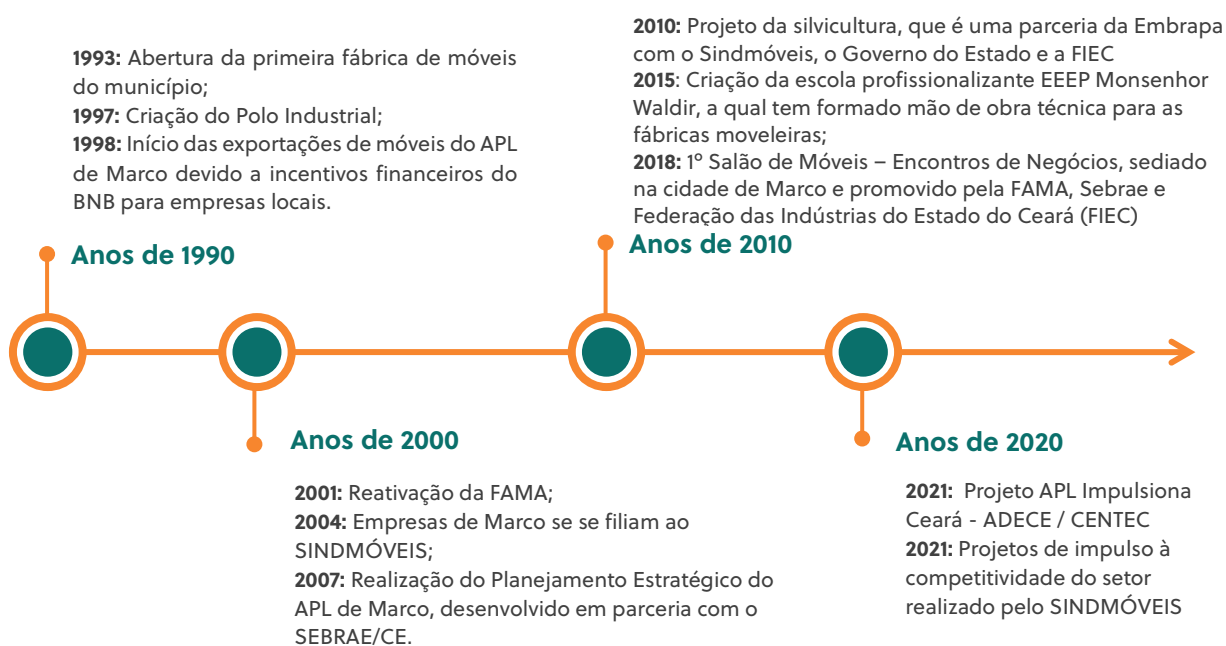 1993: Abertura da primeira fábrica de móveis
do município;
1997: Criação do Polo Industrial;
1998: Início das exportações de móveis do APL
de Marco devido a incentivos financeiros do
BNB para empresas locais.
Anos de 1990
2010: Projeto da silvicultura, que é uma parceria da Embrapa
com o Sindmóveis, o Governo do Estado e a FIEC
2015: Criação da escola profissionalizante EEEP Monsenhor
Waldir, a qual tem formado mão de obra técnica para as
fábricas moveleiras;
2018: 1º Salão de Móveis – Encontros de Negócios, sediado
na cidade de Marco e promovido pela FAMA, Sebrae e
Federação das Indústrias do Estado do Ceará (FIEC)
Anos de 2010
Anos de 2000
2001: Reativação da FAMA;
2004: Empresas de Marco se se filiam ao
SINDMÓVEIS;
2007: Realização do Planejamento Estratégico do
APL de Marco, desenvolvido em parceria com o
SEBRAE/CE.
Anos de 2020
2021: Projeto APL Impulsiona
Ceará - ADECE / CENTEC
2021: Projetos de impulso à
competitividade do setor
realizado pelo SINDMÓVEIS